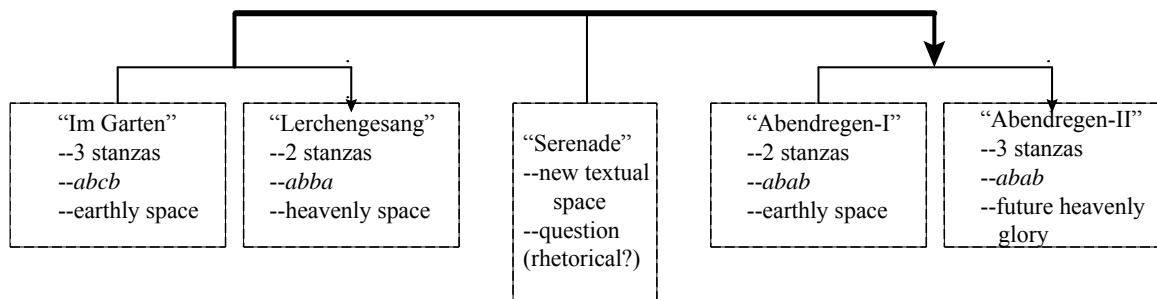 “Im Garten”
--3 stanzas
--abcb
--earthly space
“Lerchengesang”
--2 stanzas
--abba
--heavenly space
“Serenade”
--new textual
space
--question
(rhetorical?)
“Abendregen-I”
--2 stanzas
--abab
--earthly space
“Abendregen-II”
--3 stanzas
--abab
--future heavenly
glory